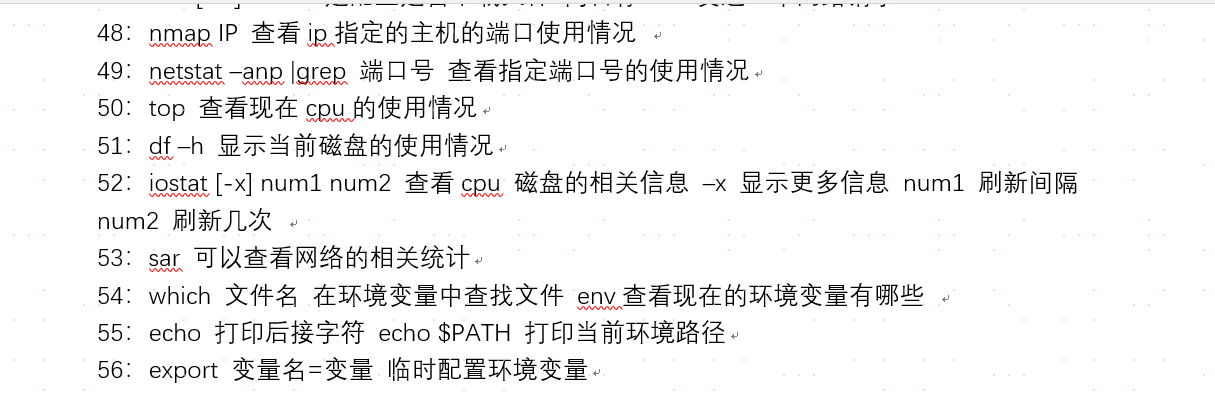 48：nmap IP 查看 ip 指定的主机的端口使用情况
49：netstat –anp |grep 端口号 查看指定端口号的使用情况
50：top 查看现在 cpu 的使用情况
51：df –h 显示当前磁盘的使用情况
52：iostat [-x] num1 num2 查看 cpu 磁盘的相关信息 –x 显示更多信息 num1 刷新间隔
num2 刷新几次
53：sar 可以查看网络的相关统计
54：which 文件名 在环境变量中查找文件 env 查看现在的环境变量有哪些
55：echo 打印后接字符 echo $PATH 打印当前环境路径
56：export 变量名=变量 临时配置环境变量